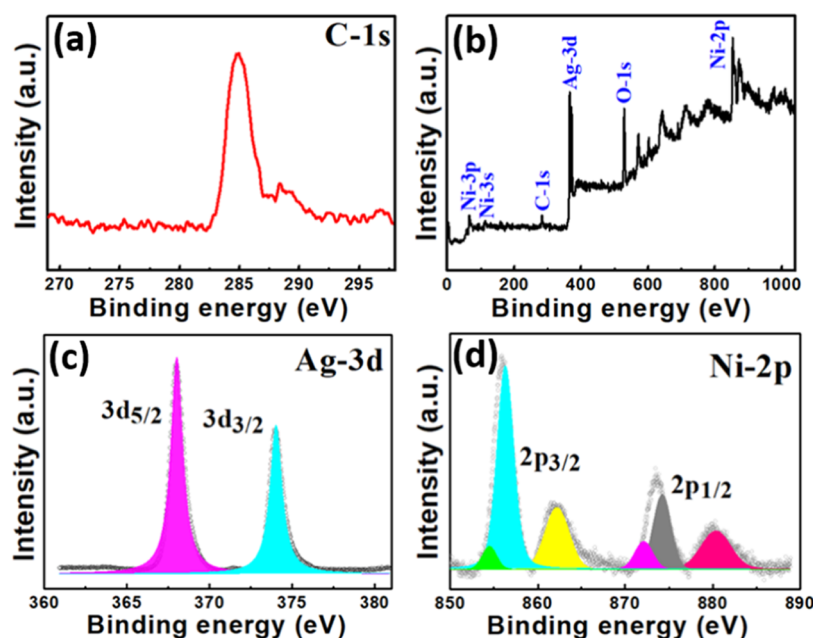 (a)
C-1s
Intensity (a.u.)
270 275 280 285 290 295
Binding energy (eV)
(b)
Ni-3p
Ni-3s
C-1s
Ag-3d
O-1s
Ni-2p
Intensity (a.u.)
0 200 400 600 800 1000
Binding energy (eV)
(c)
Ag-3d
3d5/2
3d3/2
Intensity (a.u.)
360 365 370 375 380
Binding energy (eV)
(d)
Ni-2p
2p3/2
2p1/2
Intensity (a.u.)
850 860 870 880 890
Binding energy (eV)